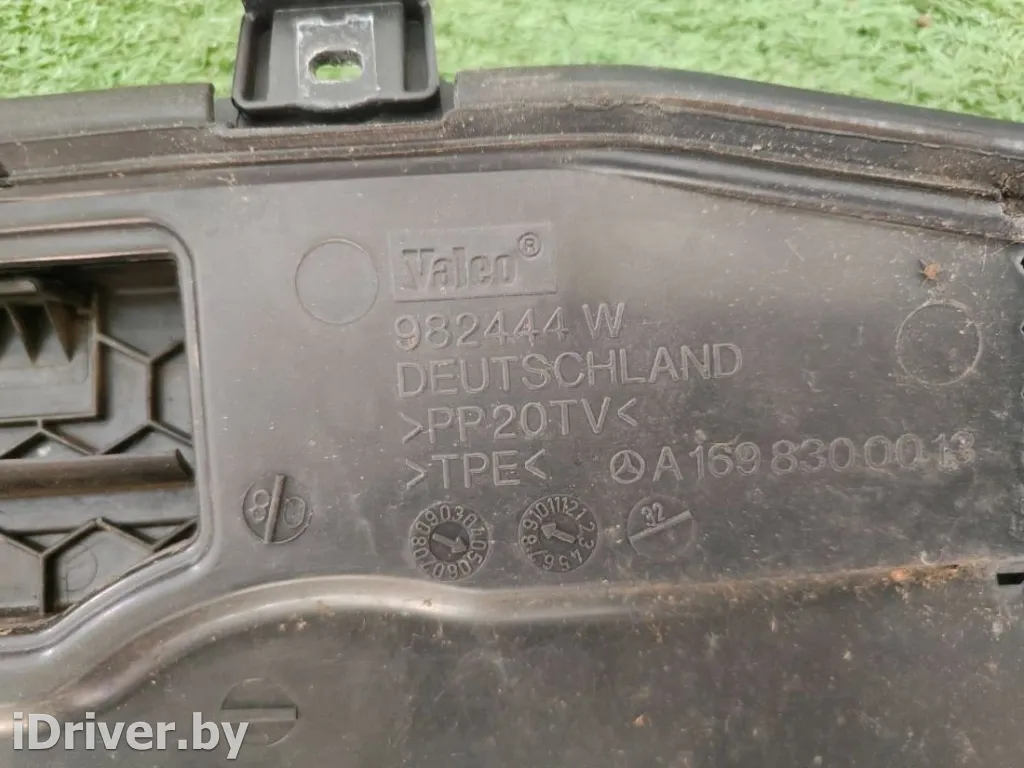 Valeo®
982444 W
DEUTSCHLAND
>PP20TV<
>TPE< A 169 830 00 13
32
iDriver.by